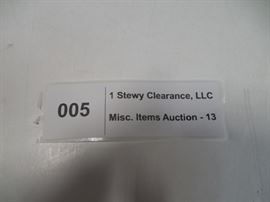 005
1 Stewy Clearance, LLC
Misc. Items Auction - 13